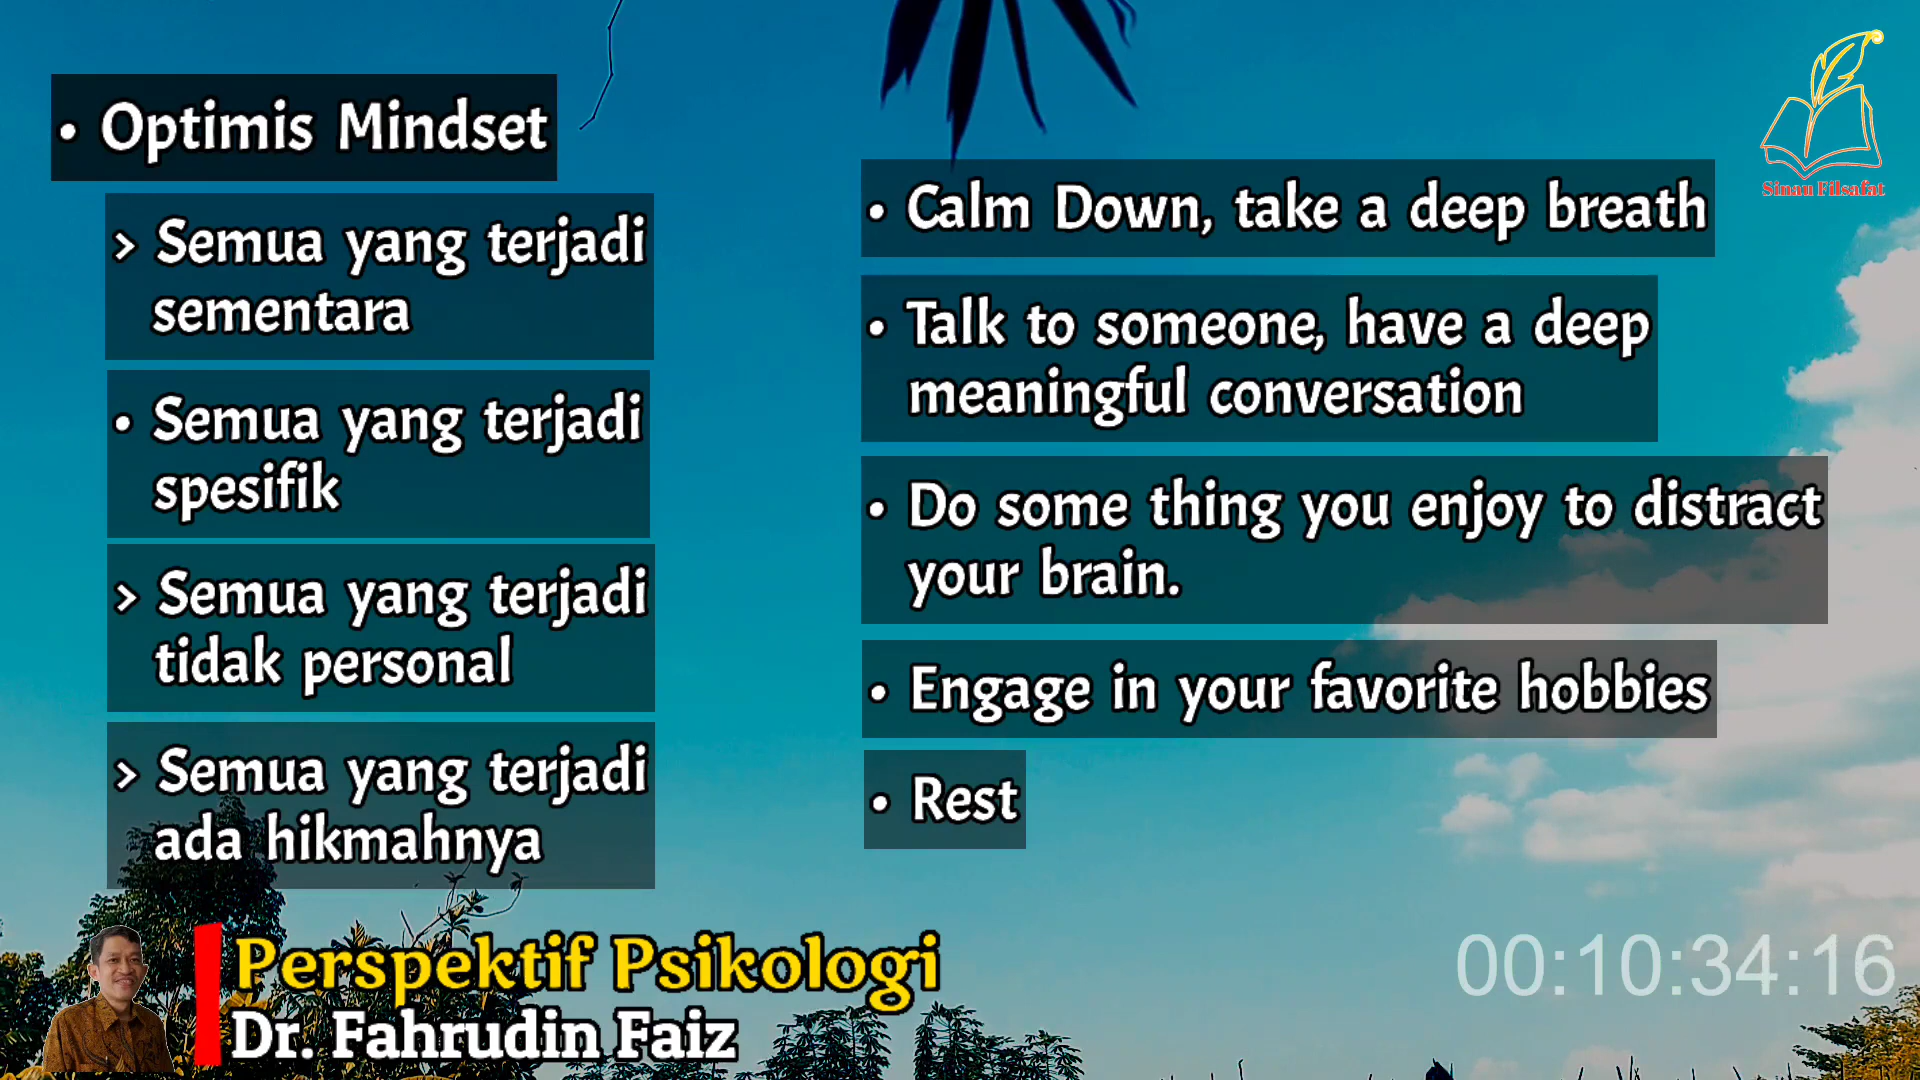 • Optimis Mindset
> Semua yang terjadi
sementara
• Semua yang terjadi
spesifik
> Semua yang terjadi
tidak personal
> Semua yang terjadi
ada hikmahnya
• Calm Down, take a deep breath
• Talk to someone, have a deep
meaningful conversation
• Do some thing you enjoy to distract
your brain.
• Engage in your favorite hobbies
• Rest
Sinau Filsafat
Perspektif Psikologi
Dr. Fahrudin Faiz
00:10:34:16